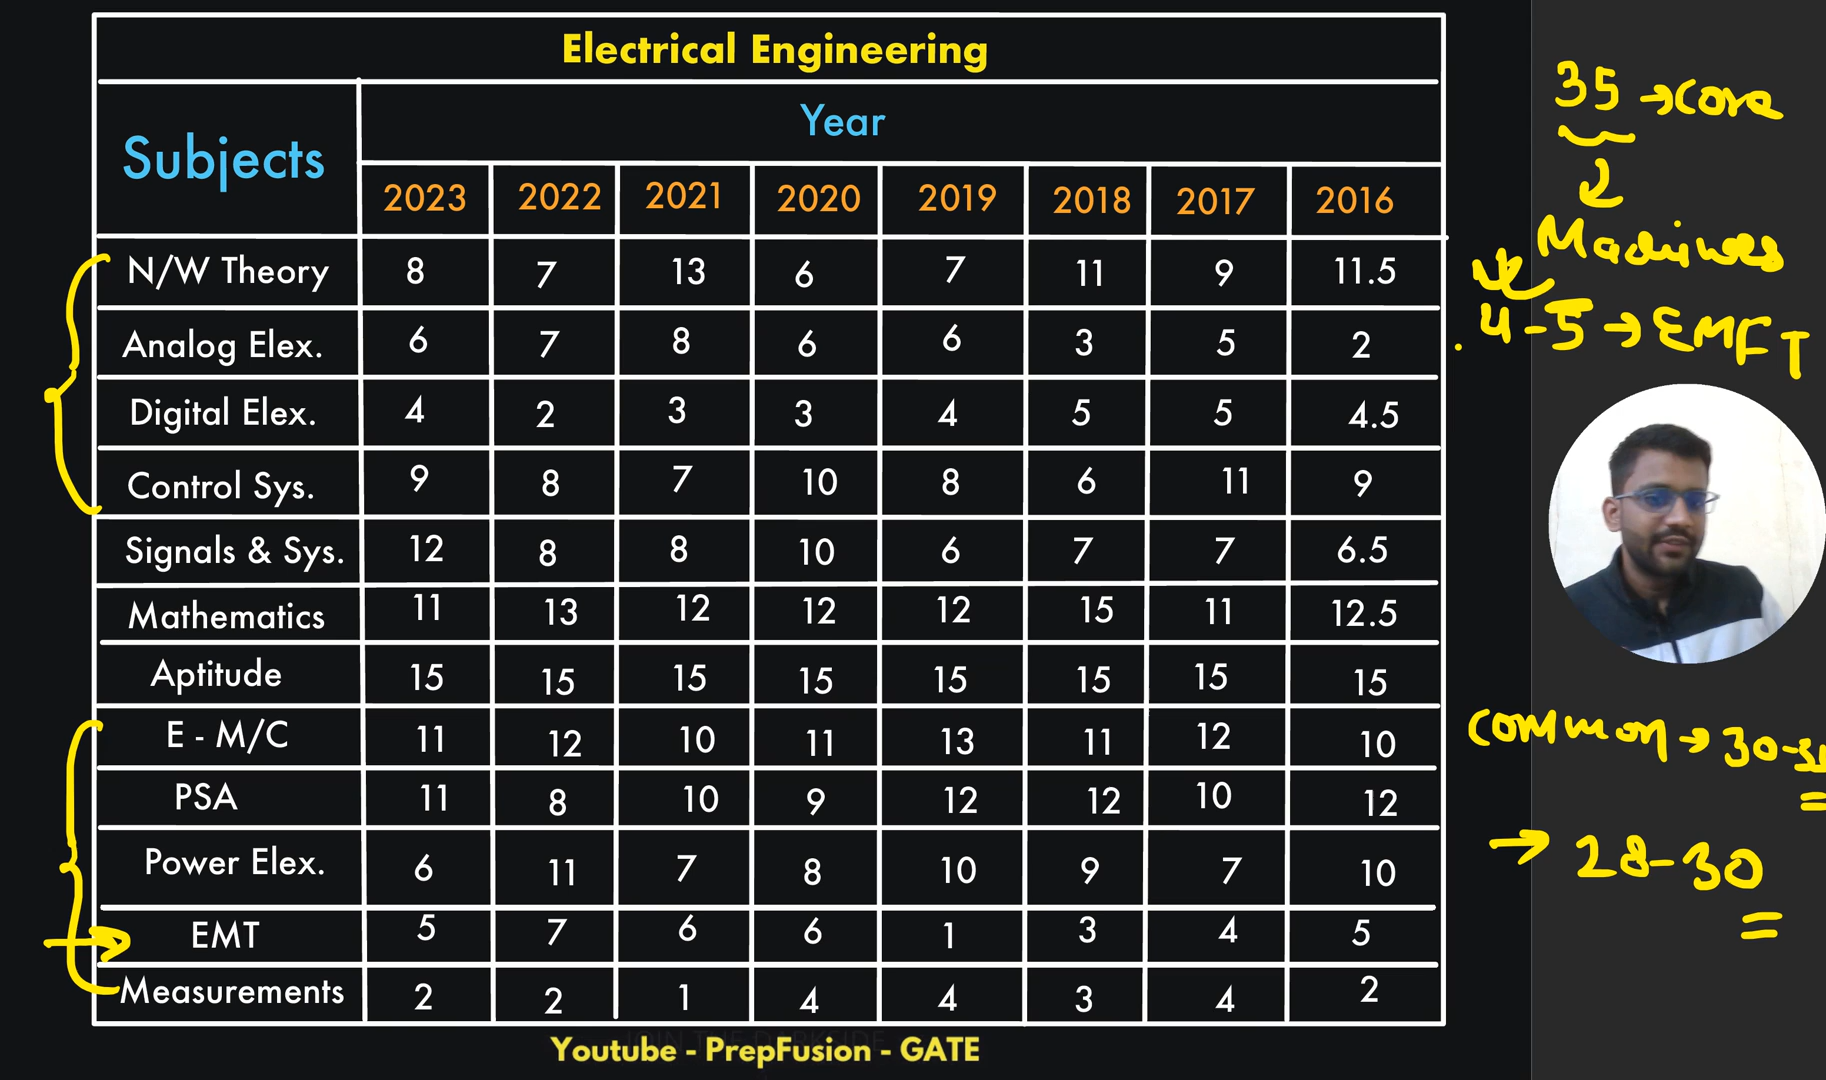 Electrical Engineering
Subjects
Year
2023 2022 2021 2020 2019 2018 2017 2016
N/W Theory 8 7 13 6 7 11 9 11.5
Analog Elex. 6 7 8 6 6 3 5 2
Digital Elex. 4 2 3 3 4 5 5 4.5
Control Sys. 9 8 7 10 8 6 11 9
Signals & Sys. 12 8 8 10 6 7 7 6.5
Mathematics 11 13 12 12 12 15 11 12.5
Aptitude 15 15 15 15 15 15 15 15
E - M/C 11 12 10 11 13 11 12 10
PSA 11 8 10 9 12 12 10 12
Power Elex. 6 11 7 8 10 9 7 10
EMT 5 7 6 6 1 3 4 5
Measurements 2 2 1 4 4 3 4 2
Youtube - PrepFusion - GATE
35 → core
Machines
4-5 → EMFT
common → 30-
→ 28-30